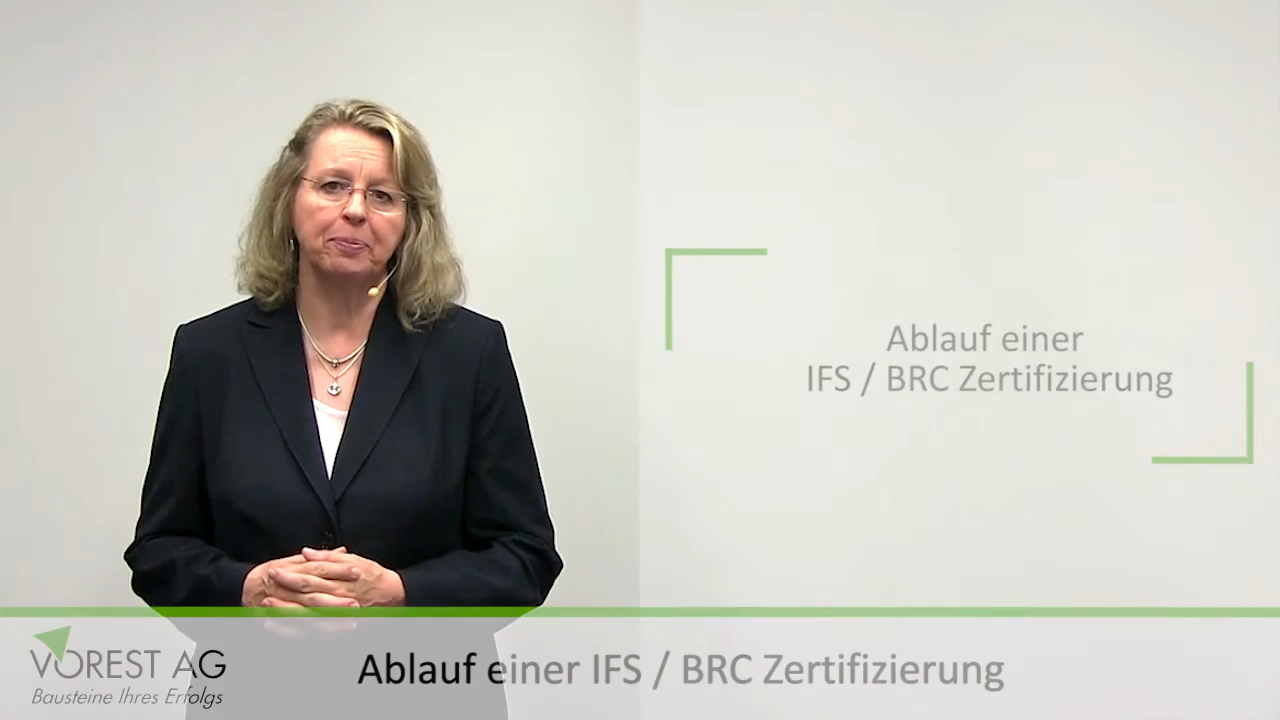 Ablauf einer
IFS / BRC Zertifizierung
VOREST AG
Bausteine Ihres Erfolgs
Ablauf einer IFS / BRC Zertifizierung